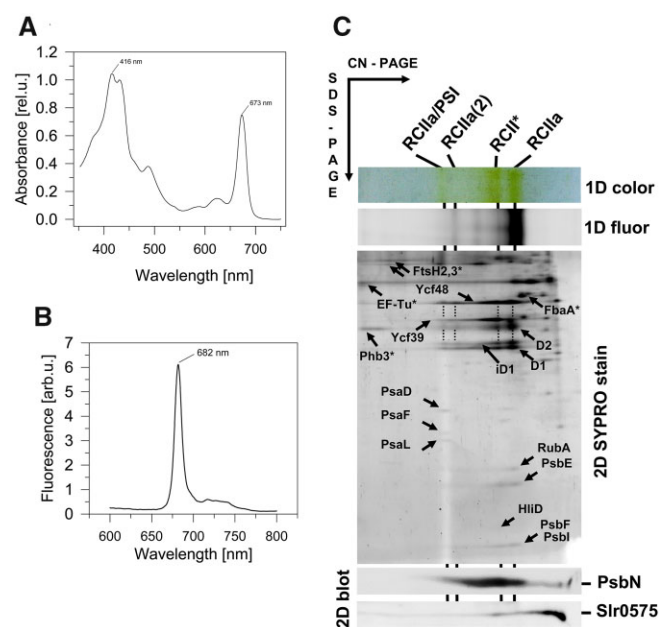 A
1.2
1.0
0.8
0.6
0.4
0.2
0.0
Absorbance [rel.u.]
416 nm
673 nm
400
500
600
700
Wavelength [nm]
B
7
6
5
4
3
2
1
0
Fluorescence [arb.u.]
682 nm
600
650
700
750
800
Wavelength [nm]
C
CN - PAGE
SDS-PAGE
RCIIa/PSI
RCIIa(2)
RCII*
RCIIa
1D color
1D fluor
FtsH2,3*
Ycf48
EF-Tu*
FbaA*
Ycf39
Phb3*
D2
iD1
D1
PsaD
PsaF
PsaL
RubA
PsbE
HliD
PsbF
PsbI
2D SYPRO stain
2D blot
PsbN
Slr0575